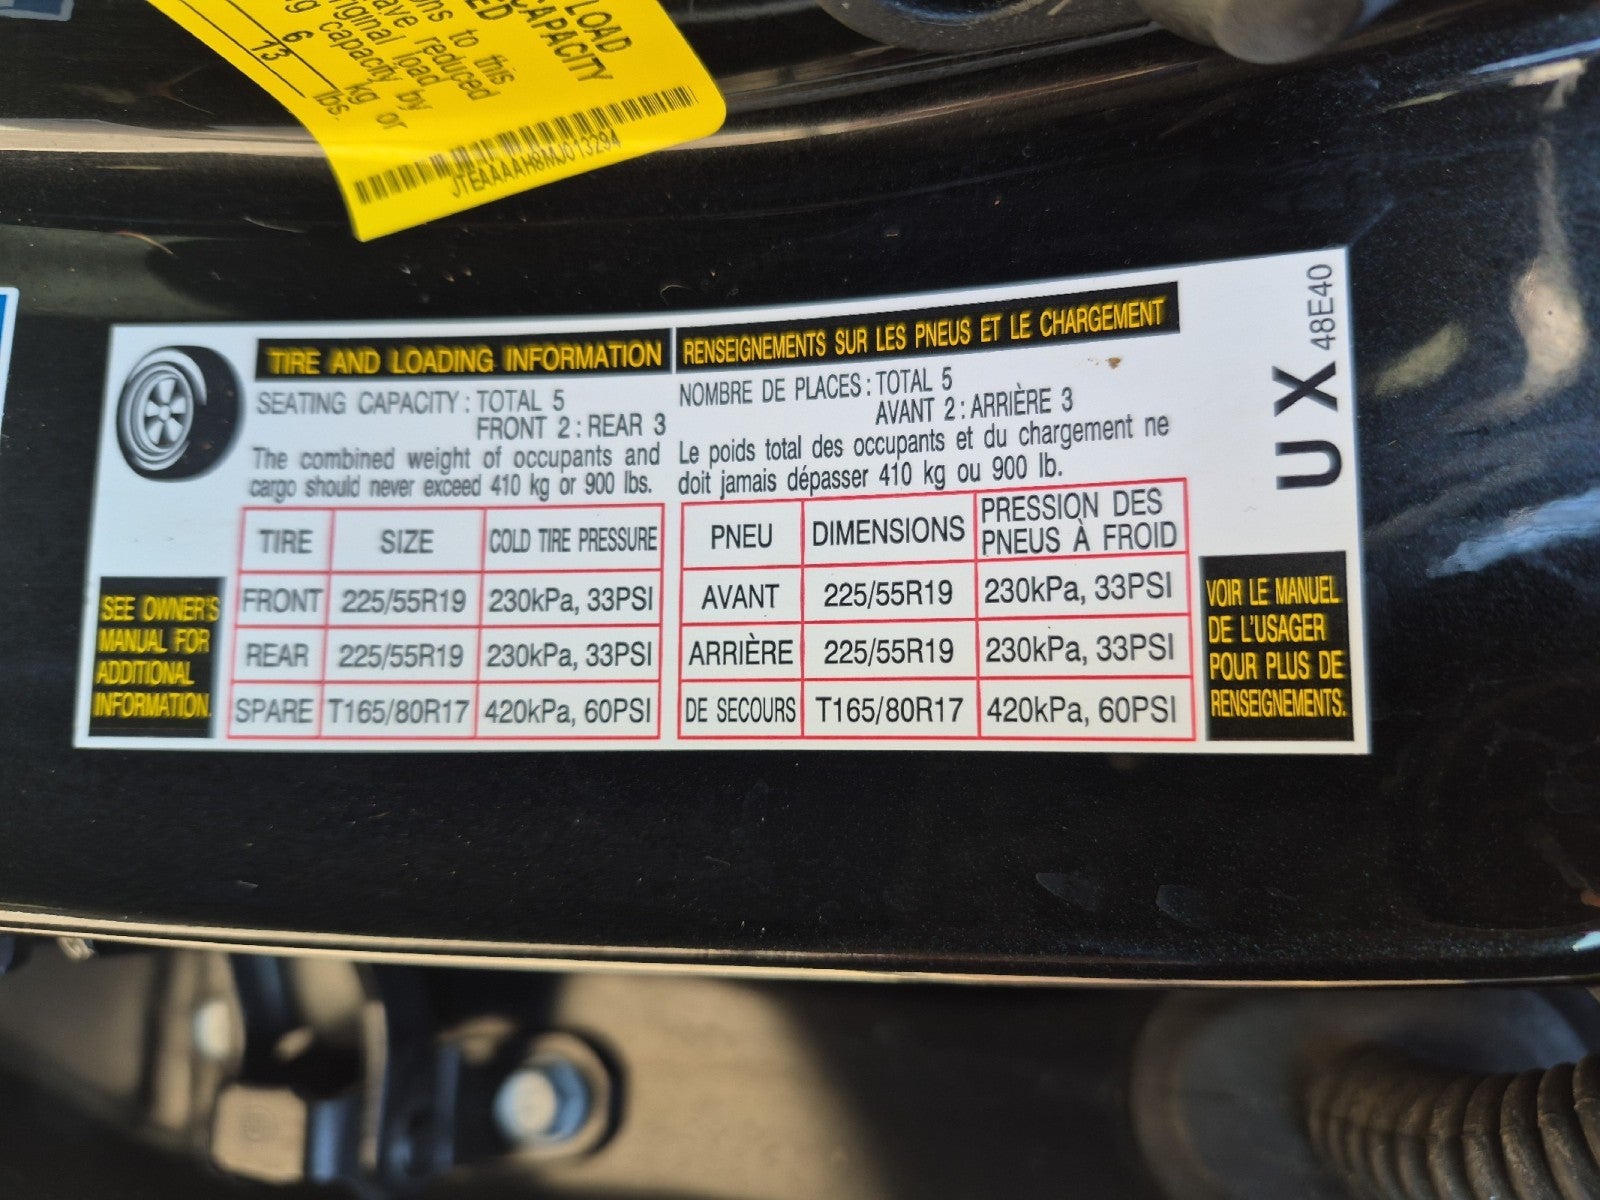 LOAD
CAPACITY
to this
have reduced
original load
capacity by
6 kg or
13 lbs.
JTEAAAAH8MJ013294
TIRE AND LOADING INFORMATION
SEATING CAPACITY : TOTAL 5
FRONT 2 : REAR 3
The combined weight of occupants and
cargo should never exceed 410 kg or 900 lbs.
TIRE SIZE COLD TIRE PRESSURE
FRONT 225/55R19 230kPa, 33PSI
REAR 225/55R19 230kPa, 33PSI
SPARE T165/80R17 420kPa, 60PSI
SEE OWNER'S
MANUAL FOR
ADDITIONAL
INFORMATION.
RENSEIGNEMENTS SUR LES PNEUS ET LE CHARGEMENT
NOMBRE DE PLACES : TOTAL 5
AVANT 2 : ARRIÈRE 3
Le poids total des occupants et du chargement ne
doit jamais dépasser 410 kg ou 900 lb.
PNEU DIMENSIONS PRESSION DES
PNEUS À FROID
AVANT 225/55R19 230kPa, 33PSI
ARRIÈRE 225/55R19 230kPa, 33PSI
DE SECOURS T165/80R17 420kPa, 60PSI
VOIR LE MANUEL
DE L'USAGER
POUR PLUS DE
RENSEIGNEMENTS.
UX 48E40